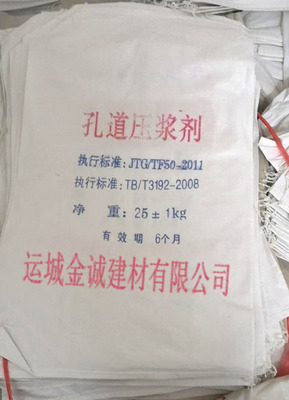 孔道压浆剂
执行标准: JTG/TF50-2011
执行标准: TB/T3192-2008
净 重: 25±1kg
有 效 期 6个月
运城金诚建材有限公司